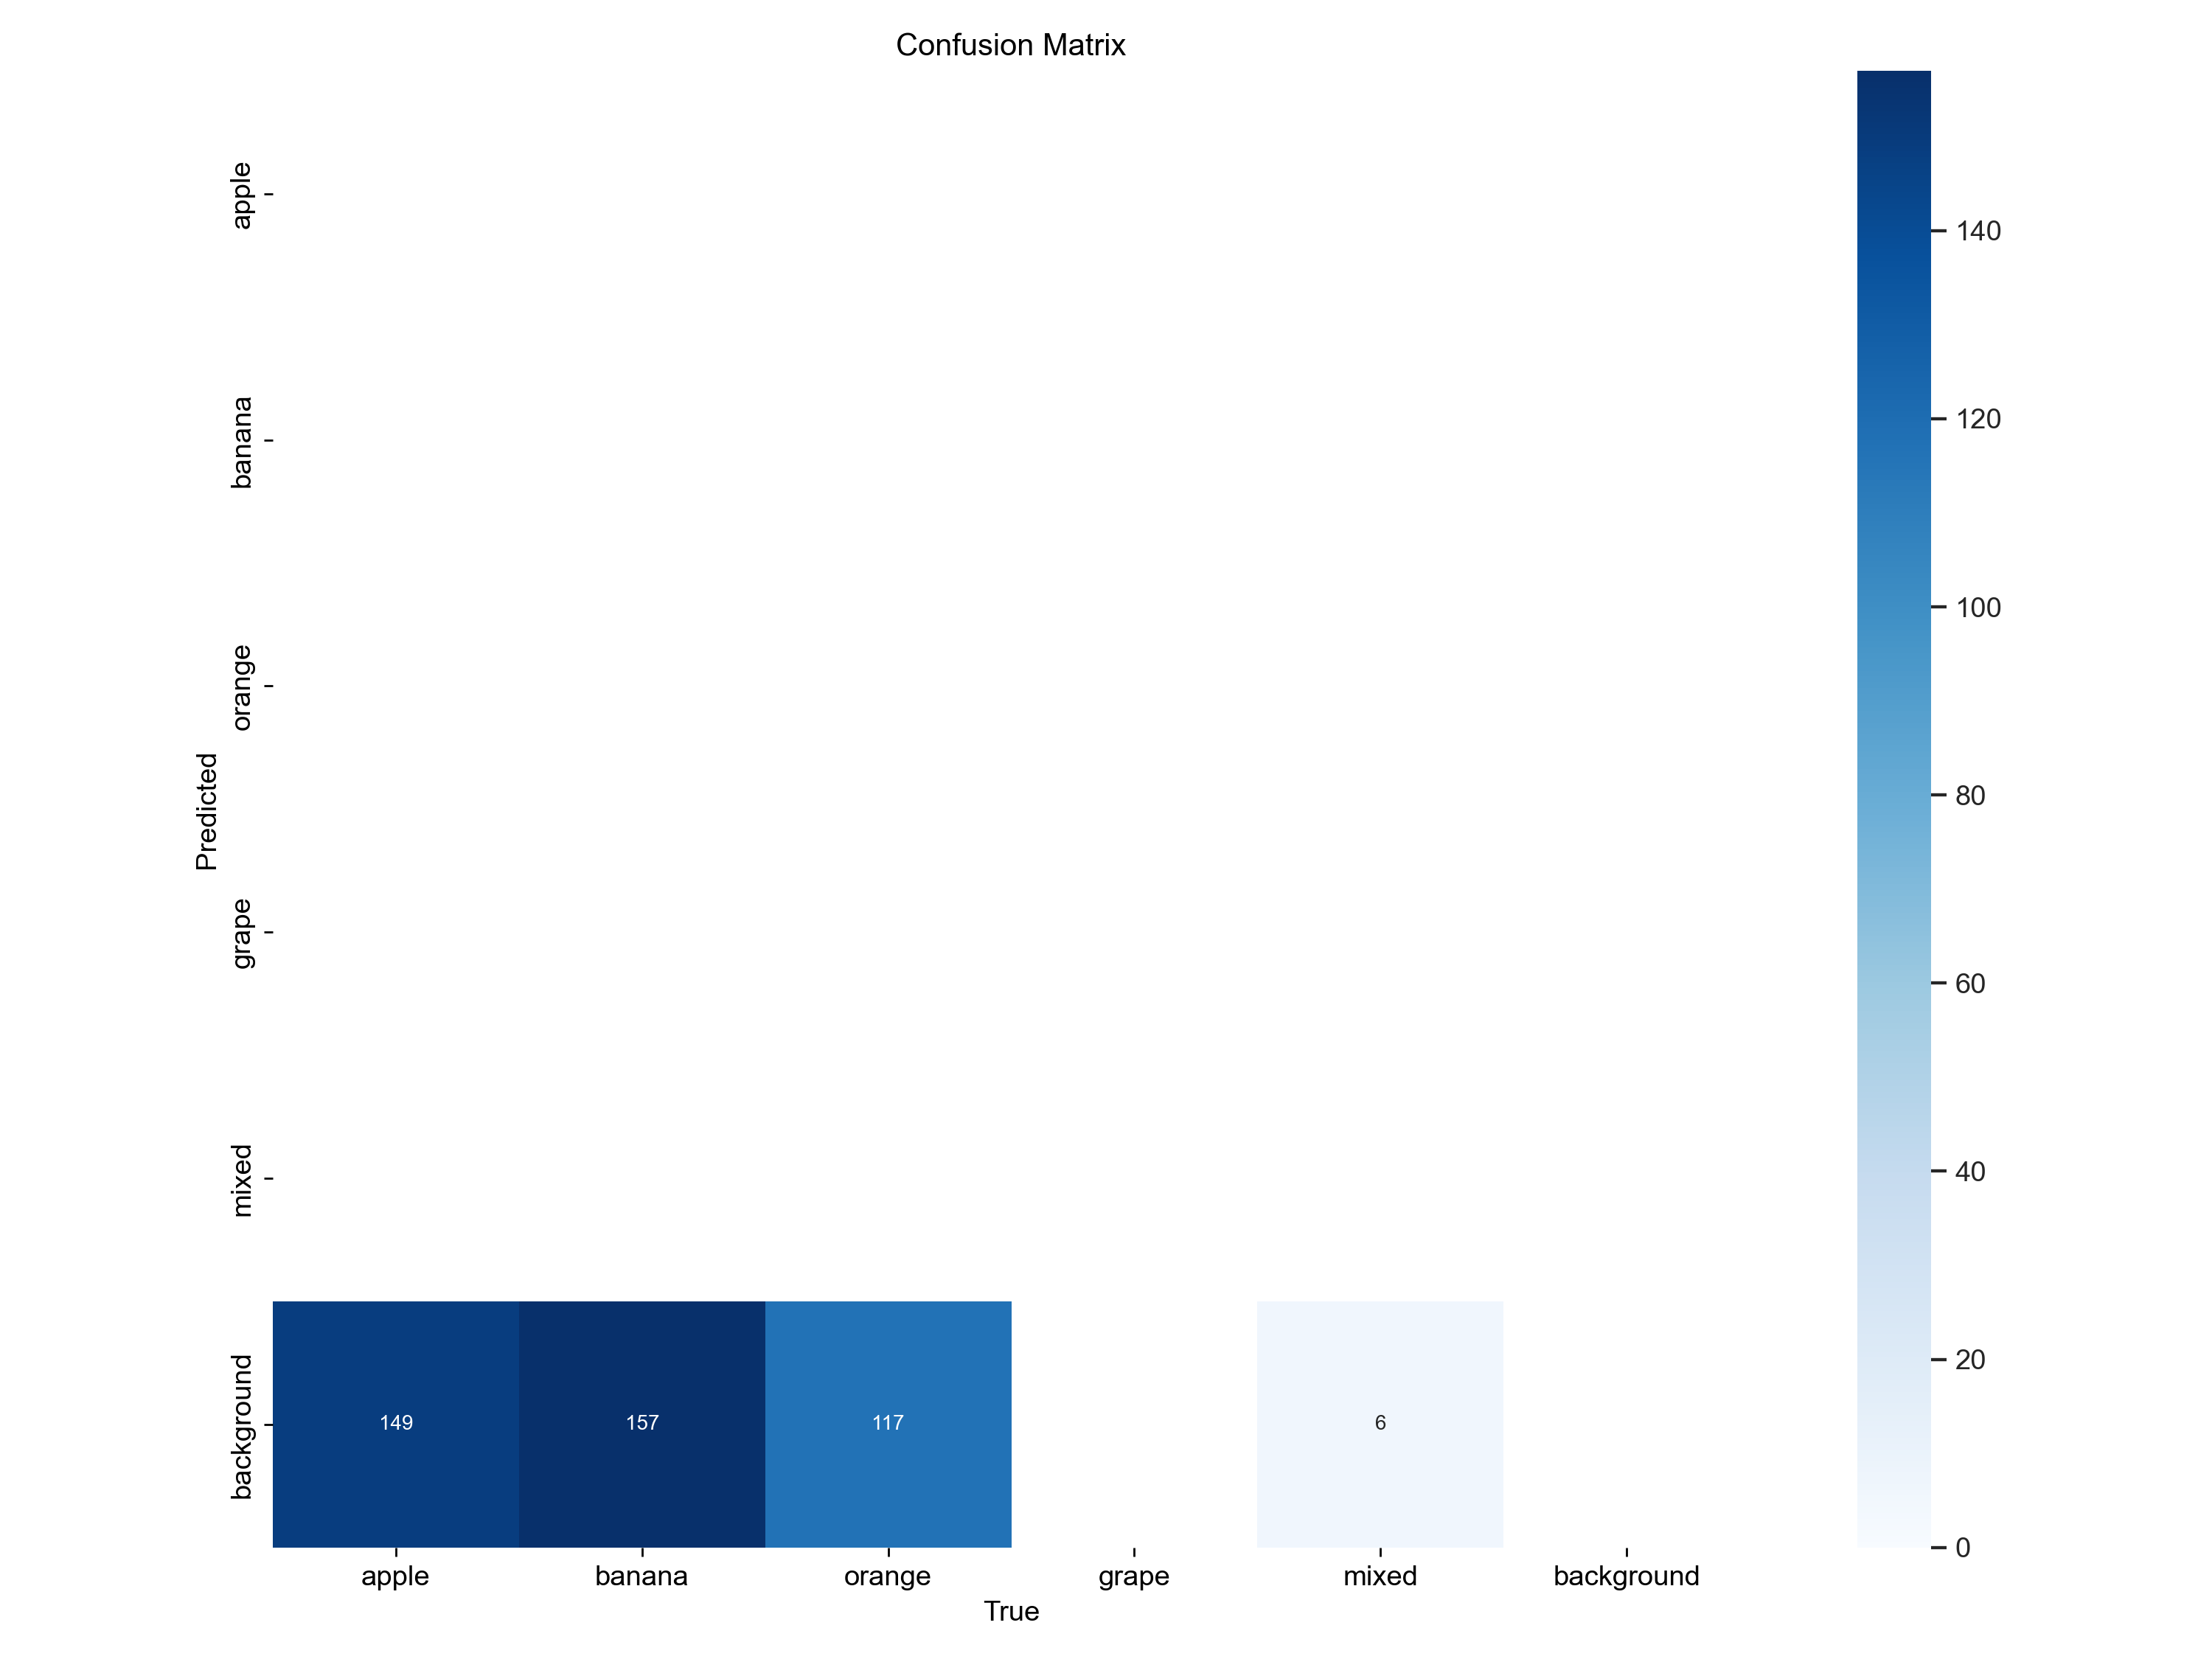 Confusion Matrix
apple
banana
orange
grape
mixed
background
Predicted
149 157 117 6
apple banana orange grape mixed background
True
140
120
100
80
60
40
20
0